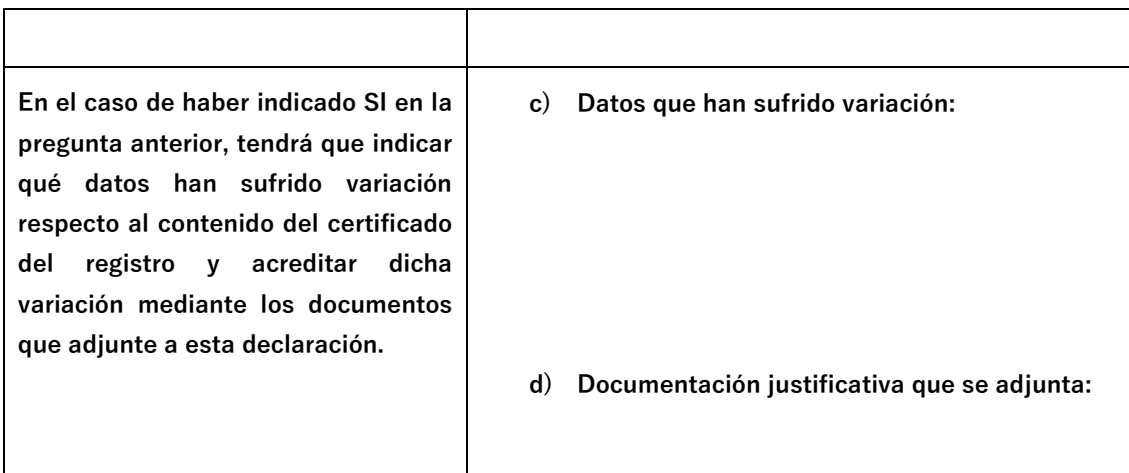 En el caso de haber indicado SI en la
pregunta anterior, tendrá que indicar
qué datos han sufrido variación
respecto al contenido del certificado
del registro y acreditar dicha
variación mediante los documentos
que adjunte a esta declaración.
c) Datos que han sufrido variación:
d) Documentación justificativa que se adjunta: